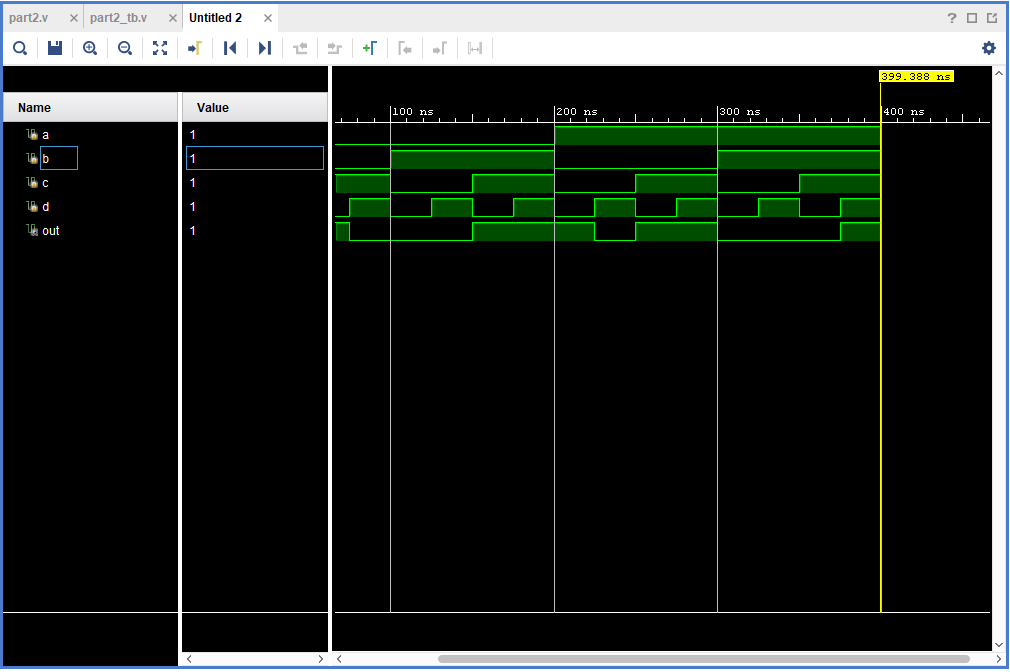 part2.v × part2_tb.v × Untitled 2 ×
?
399.388 ns
Name Value
100 ns 200 ns 300 ns 400 ns
a 1
b 1
c 1
d 1
out 1